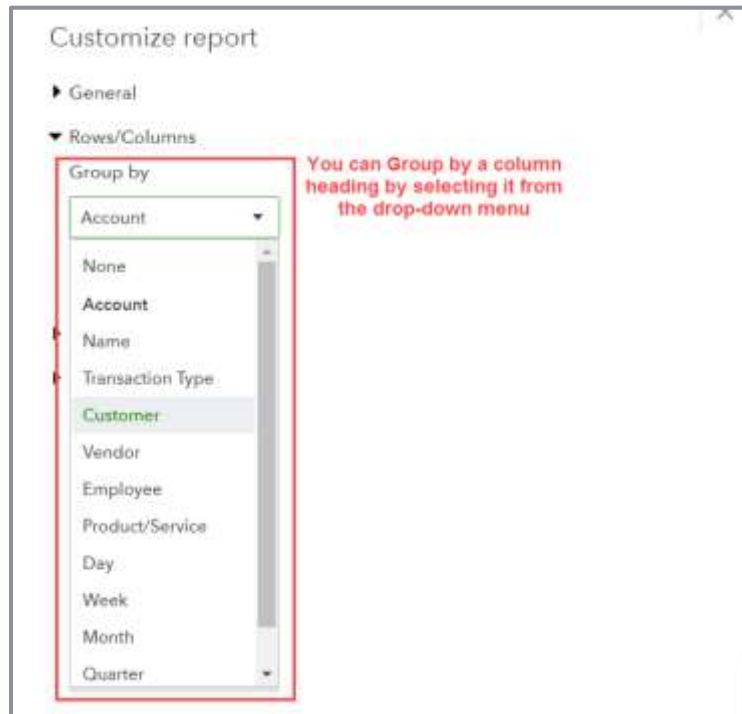 Customize report
General
Rows/Columns
Group by
You can Group by a column
heading by selecting it from
the drop-down menu
Account
None
Account
Name
Transaction Type
Customer
Vendor
Employee
Product/Service
Day
Week
Month
Quarter